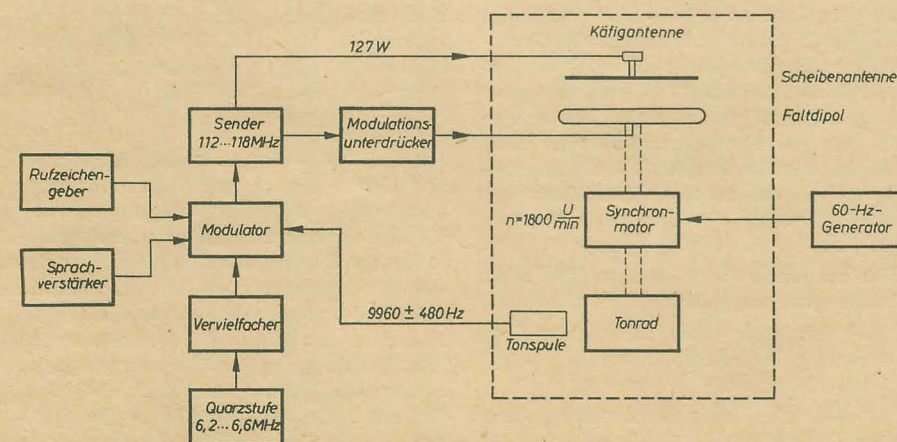 127 W
Käfigantenne
Scheibenantenne
Faltdipol
Sender
112...118MHz
Modulations-
unterdrücker
Rufzeichen-
geber
Modulator
n=1800 U/min
Synchron-
motor
60-Hz-
Generator
Sprach-
verstärker
Vervielfacher
9960 ± 480 Hz
Tonspule
Tonrad
Quarzstufe
6,2...6,6MHz